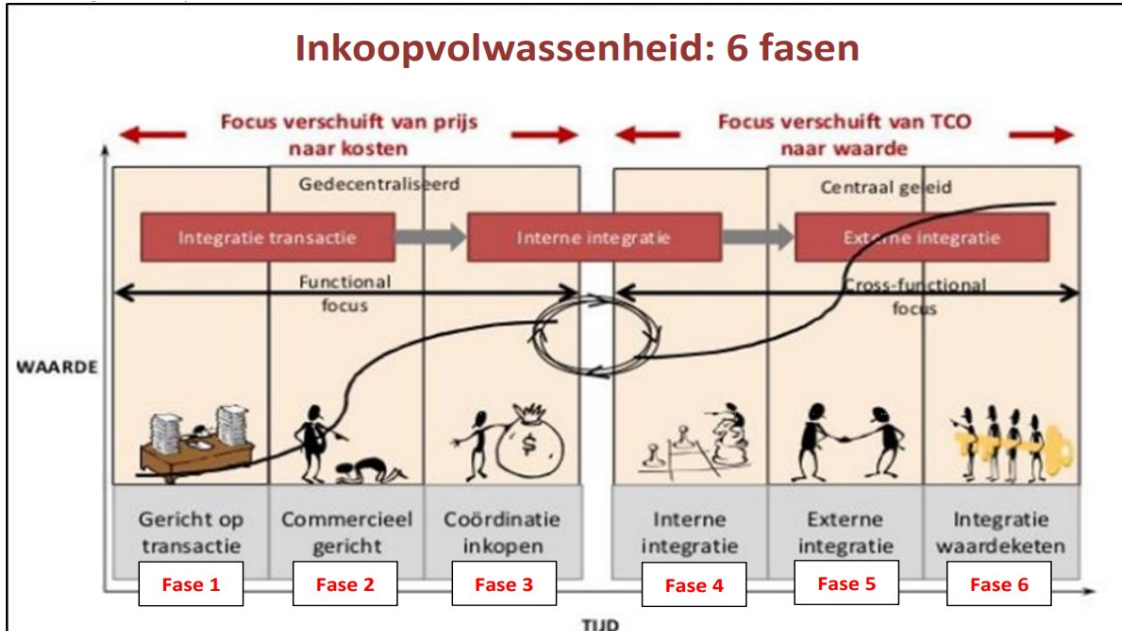 Inkoopvolwassenheid: 6 fasen
Focus verschuift van prijs
naar kosten
Focus verschuift van TCO
naar waarde
Gedecentraliseerd
Centraal geleid
Integratie transactie
Interne integratie
Externe integratie
Functional
focus
Cross-functional
focus
WAARDE
$
Gericht op
transactie
Commercieel
gericht
Coördinatie
inkopen
Interne
integratie
Externe
integratie
Integratie
waardeketen
Fase 1
Fase 2
Fase 3
Fase 4
Fase 5
Fase 6
TIJD